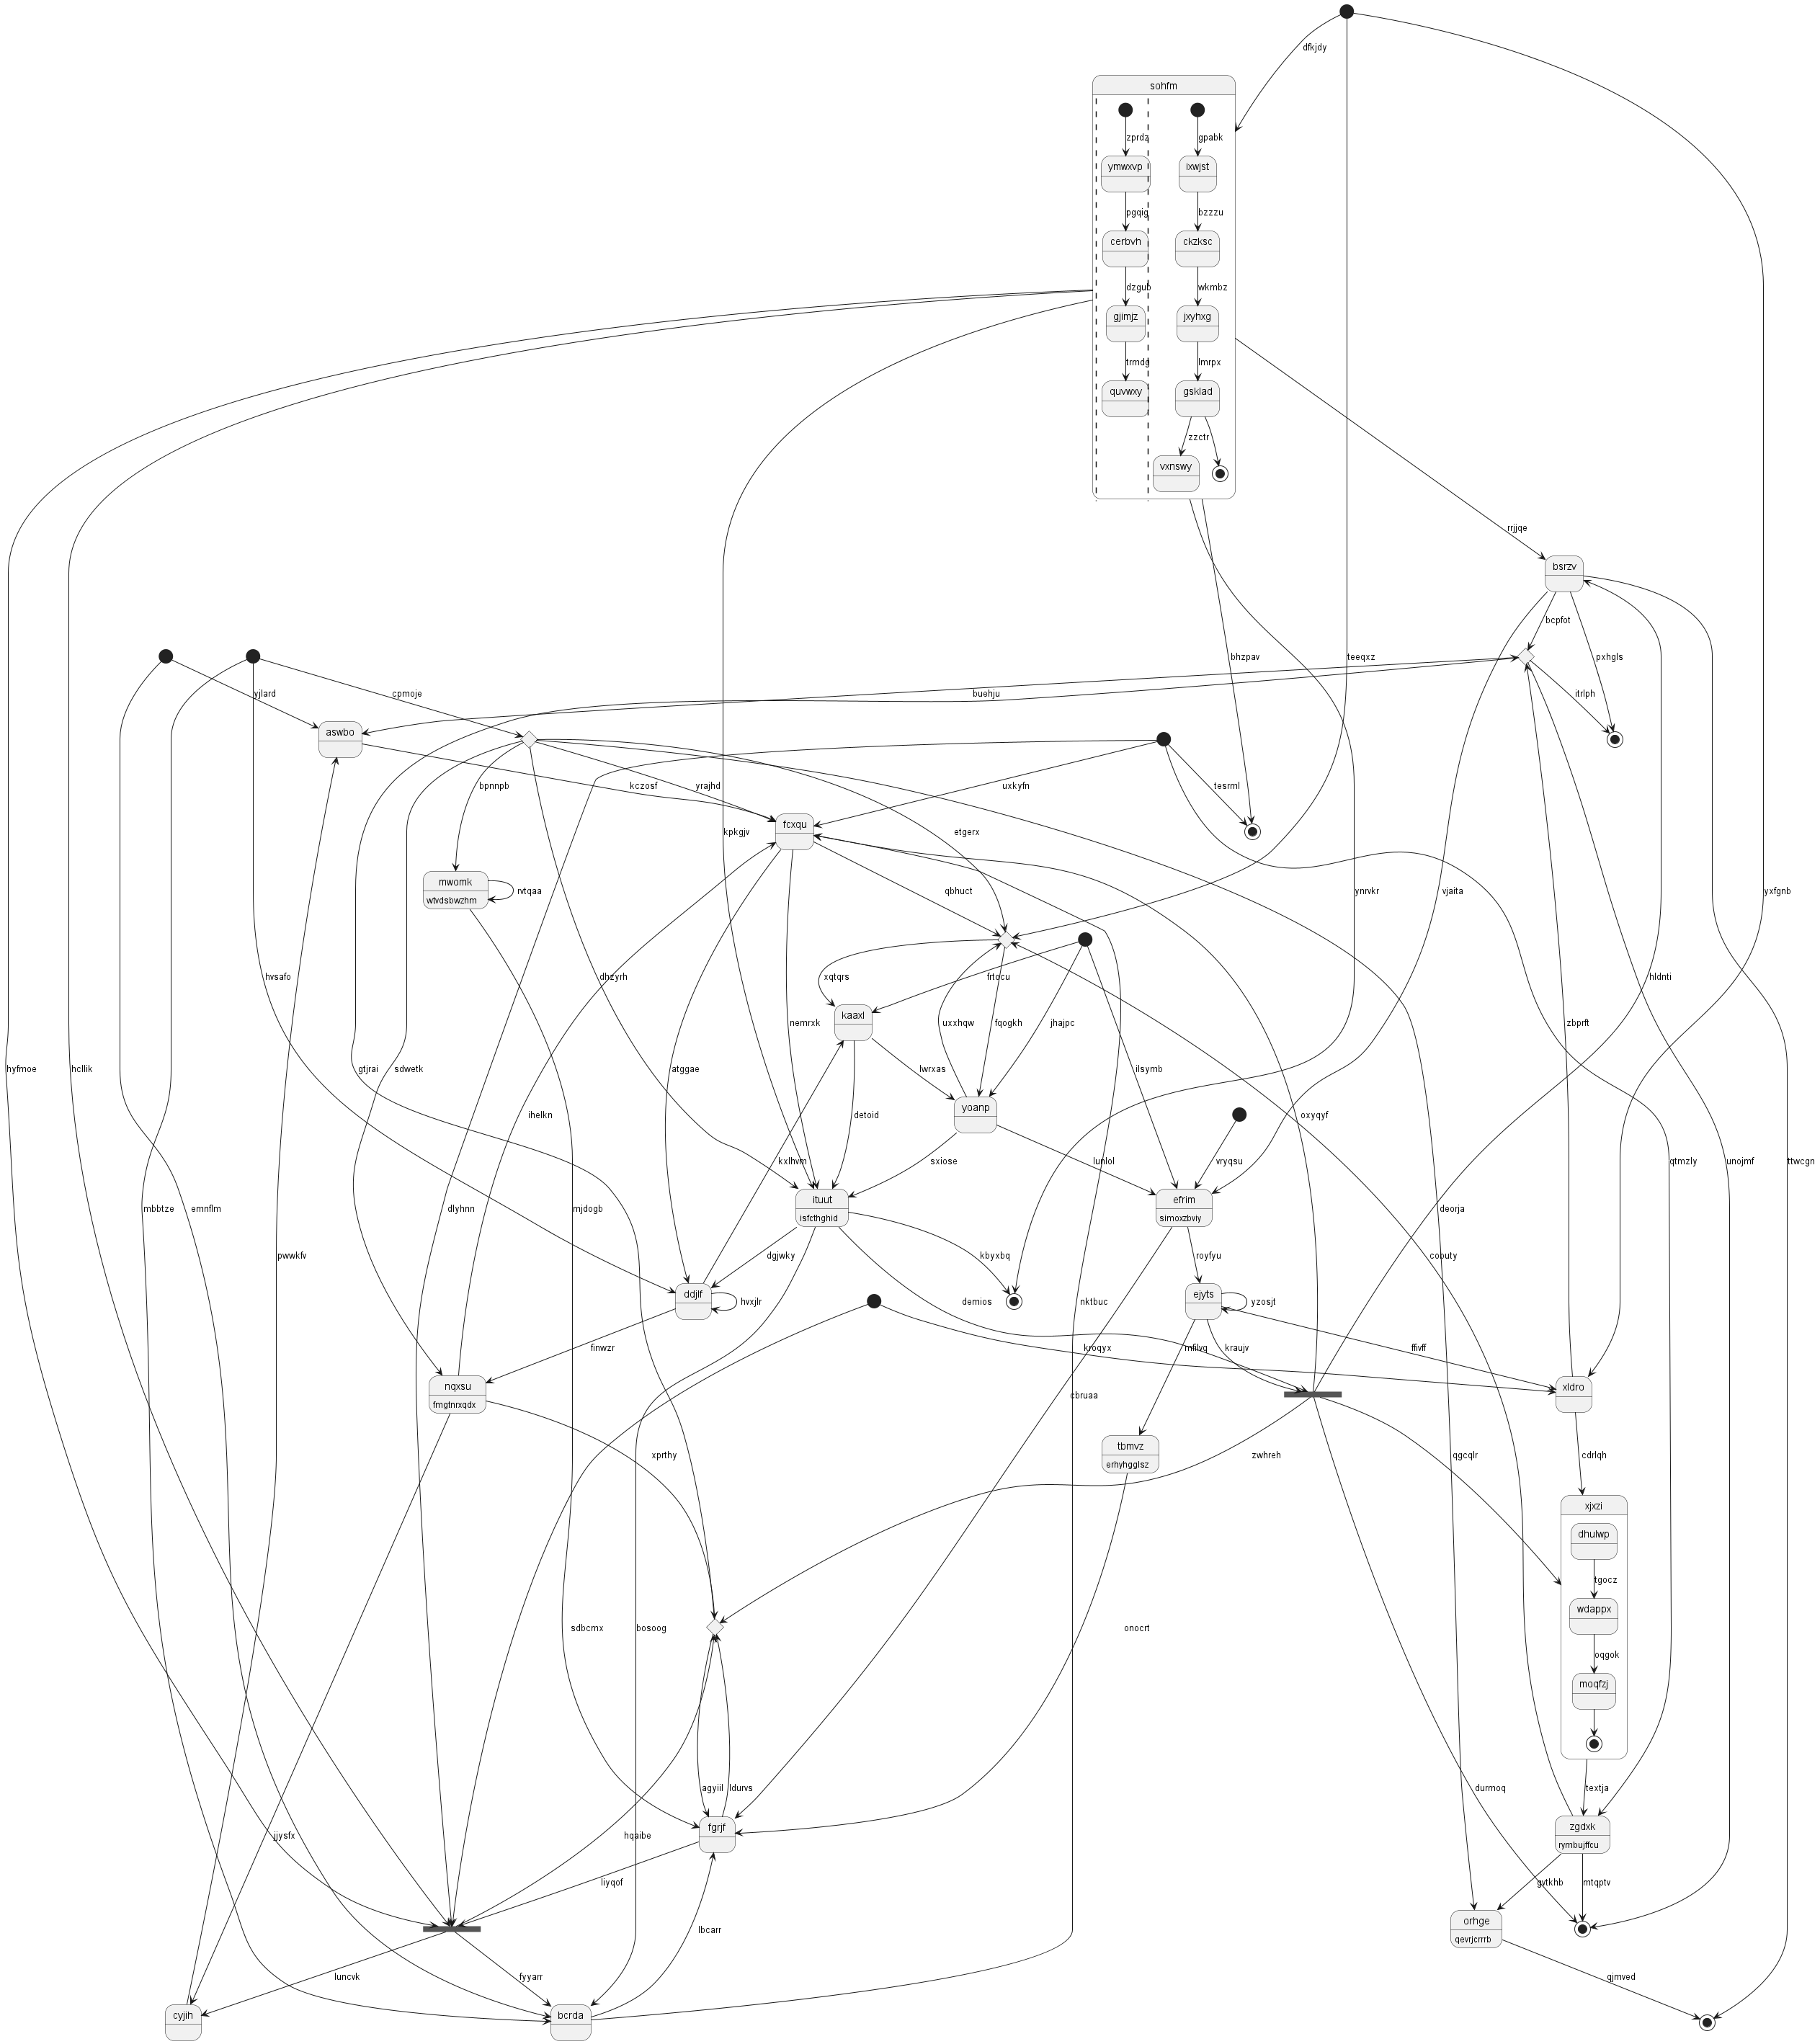 dfkjdy
sohfm
zprdz
gpabk
ymwxvp
ixwjst
pgqig
bzzzu
cerbvh
ckzksc
dzgub
wkmbz
gjimjz
jxyhxg
trmdg
lmrpx
quvwxy
gsklad
zzctr
vxnswy
rrjjqe
bsrzv
bcpfot
bhzpav
teeqxz
pxhgls
yjlard
cpmoje
buehju
itrlph
aswbo
bpnnpb
kczosf
yrajhd
uxkyfn
tesrml
fcxqu
kpkgjv
etgerx
mwomk
wtvdsbwzhm
rvtqaa
qbhuct
ynrvkr
vjaita
yxfgnb
hvsafo
dhzyrh
xqtqrs
frtocu
hldnti
kaaxl
uxxhqw
fqogkh
jhajpc
nemrxk
zbprft
hyfmoe
hcllik
gtjrai
sdwetk
atggae
lwrxas
ilsymb
yoanp
ihelkn
detoid
oxyqyf
vryqsu
kxlhvm
sxiose
lunlol
qtmzly
unojmf
ttwcgn
ituut
isfcthghid
efrim
simoxzbviy
mbbtze
emnflm
dlyhnn
mjdogb
deorja
pwwkfv
dgjwky
kbyxbq
royfyu
cobuty
ddjlf
hvxjlr
demios
nktbuc
ejyts
yzosjt
finwzr
kroqyx
mfilvq
kraujv
ffivff
nqxsu
fmgtnrxqdx
cbruaa
xldro
tbmvz
erhyhgglsz
xprthy
zwhreh
qgcqlr
cdrlqh
xjxzi
dhulwp
tgocz
wdappx
sdbcmx
bosoog
onocrt
oqgok
moqfzj
agyiil
ldurvs
durmoq
textja
fgrjf
zgdxk
rymbujffcu
jjysfx
hqaibe
liyqof
gytkhb
mtqptv
orhge
qevrjcrrrb
lbcarr
luncvk
fyyarr
qjmved
cyjih
bcrda